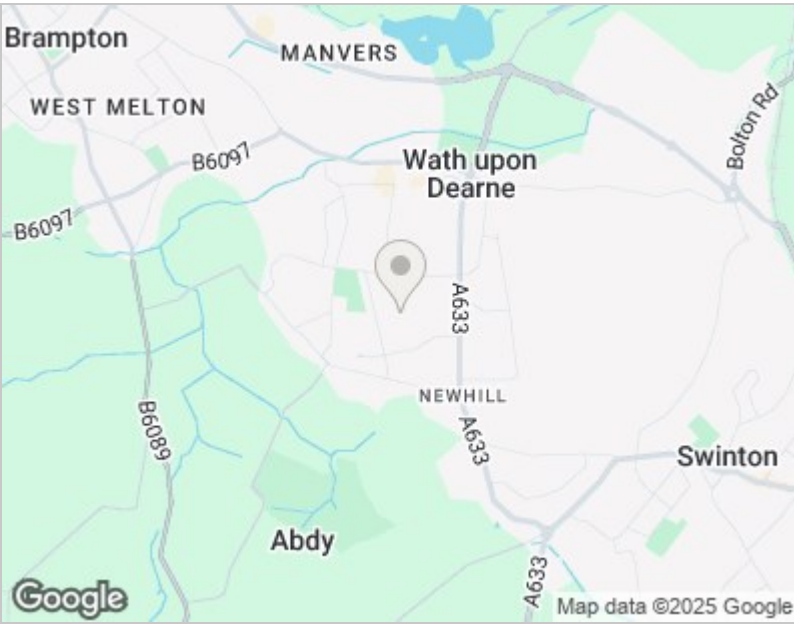 Brampton
MANVERS
WEST MELTON
Bolton Rd
B6097
Wath upon
Dearne
B6097
A633
NEWHILL
B6089
A633
Swinton
Abdy
A633
Google
Map data ©2025 Google